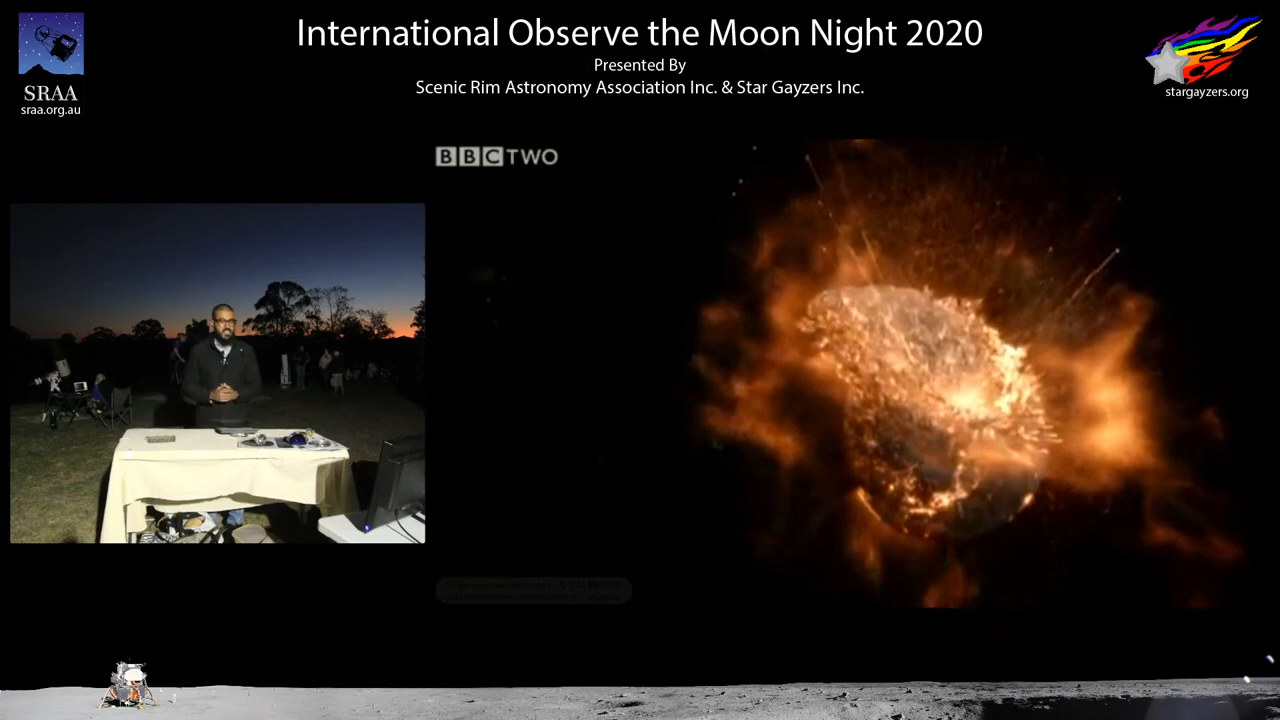 International Observe the Moon Night 2020
Presented By
Scenic Rim Astronomy Association Inc. & Star Gayzers Inc.
SRAA
sraa.org.au
stargayzers.org
BBC TWO